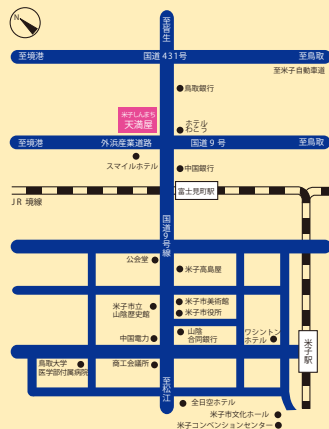 N
至皆生
至境港 国道431号 至鳥取
至米子自動車道
鳥取銀行
米子しんまち
天満屋
ホテル
わこう
至境港 外浜産業道路 国道9号 至鳥取
スマイルホテル
中国銀行
富士見町駅
JR 境線
国道9号線
公会堂
米子高島屋
米子市立
山陰歴史館
米子市美術館
米子市役所
中国電力
山陰
合同銀行
ワシントン
ホテル
米子駅
鳥取大学
医学部付属病院
商工会議所
至松江
全日空ホテル
米子市文化ホール
米子コンベンションセンター